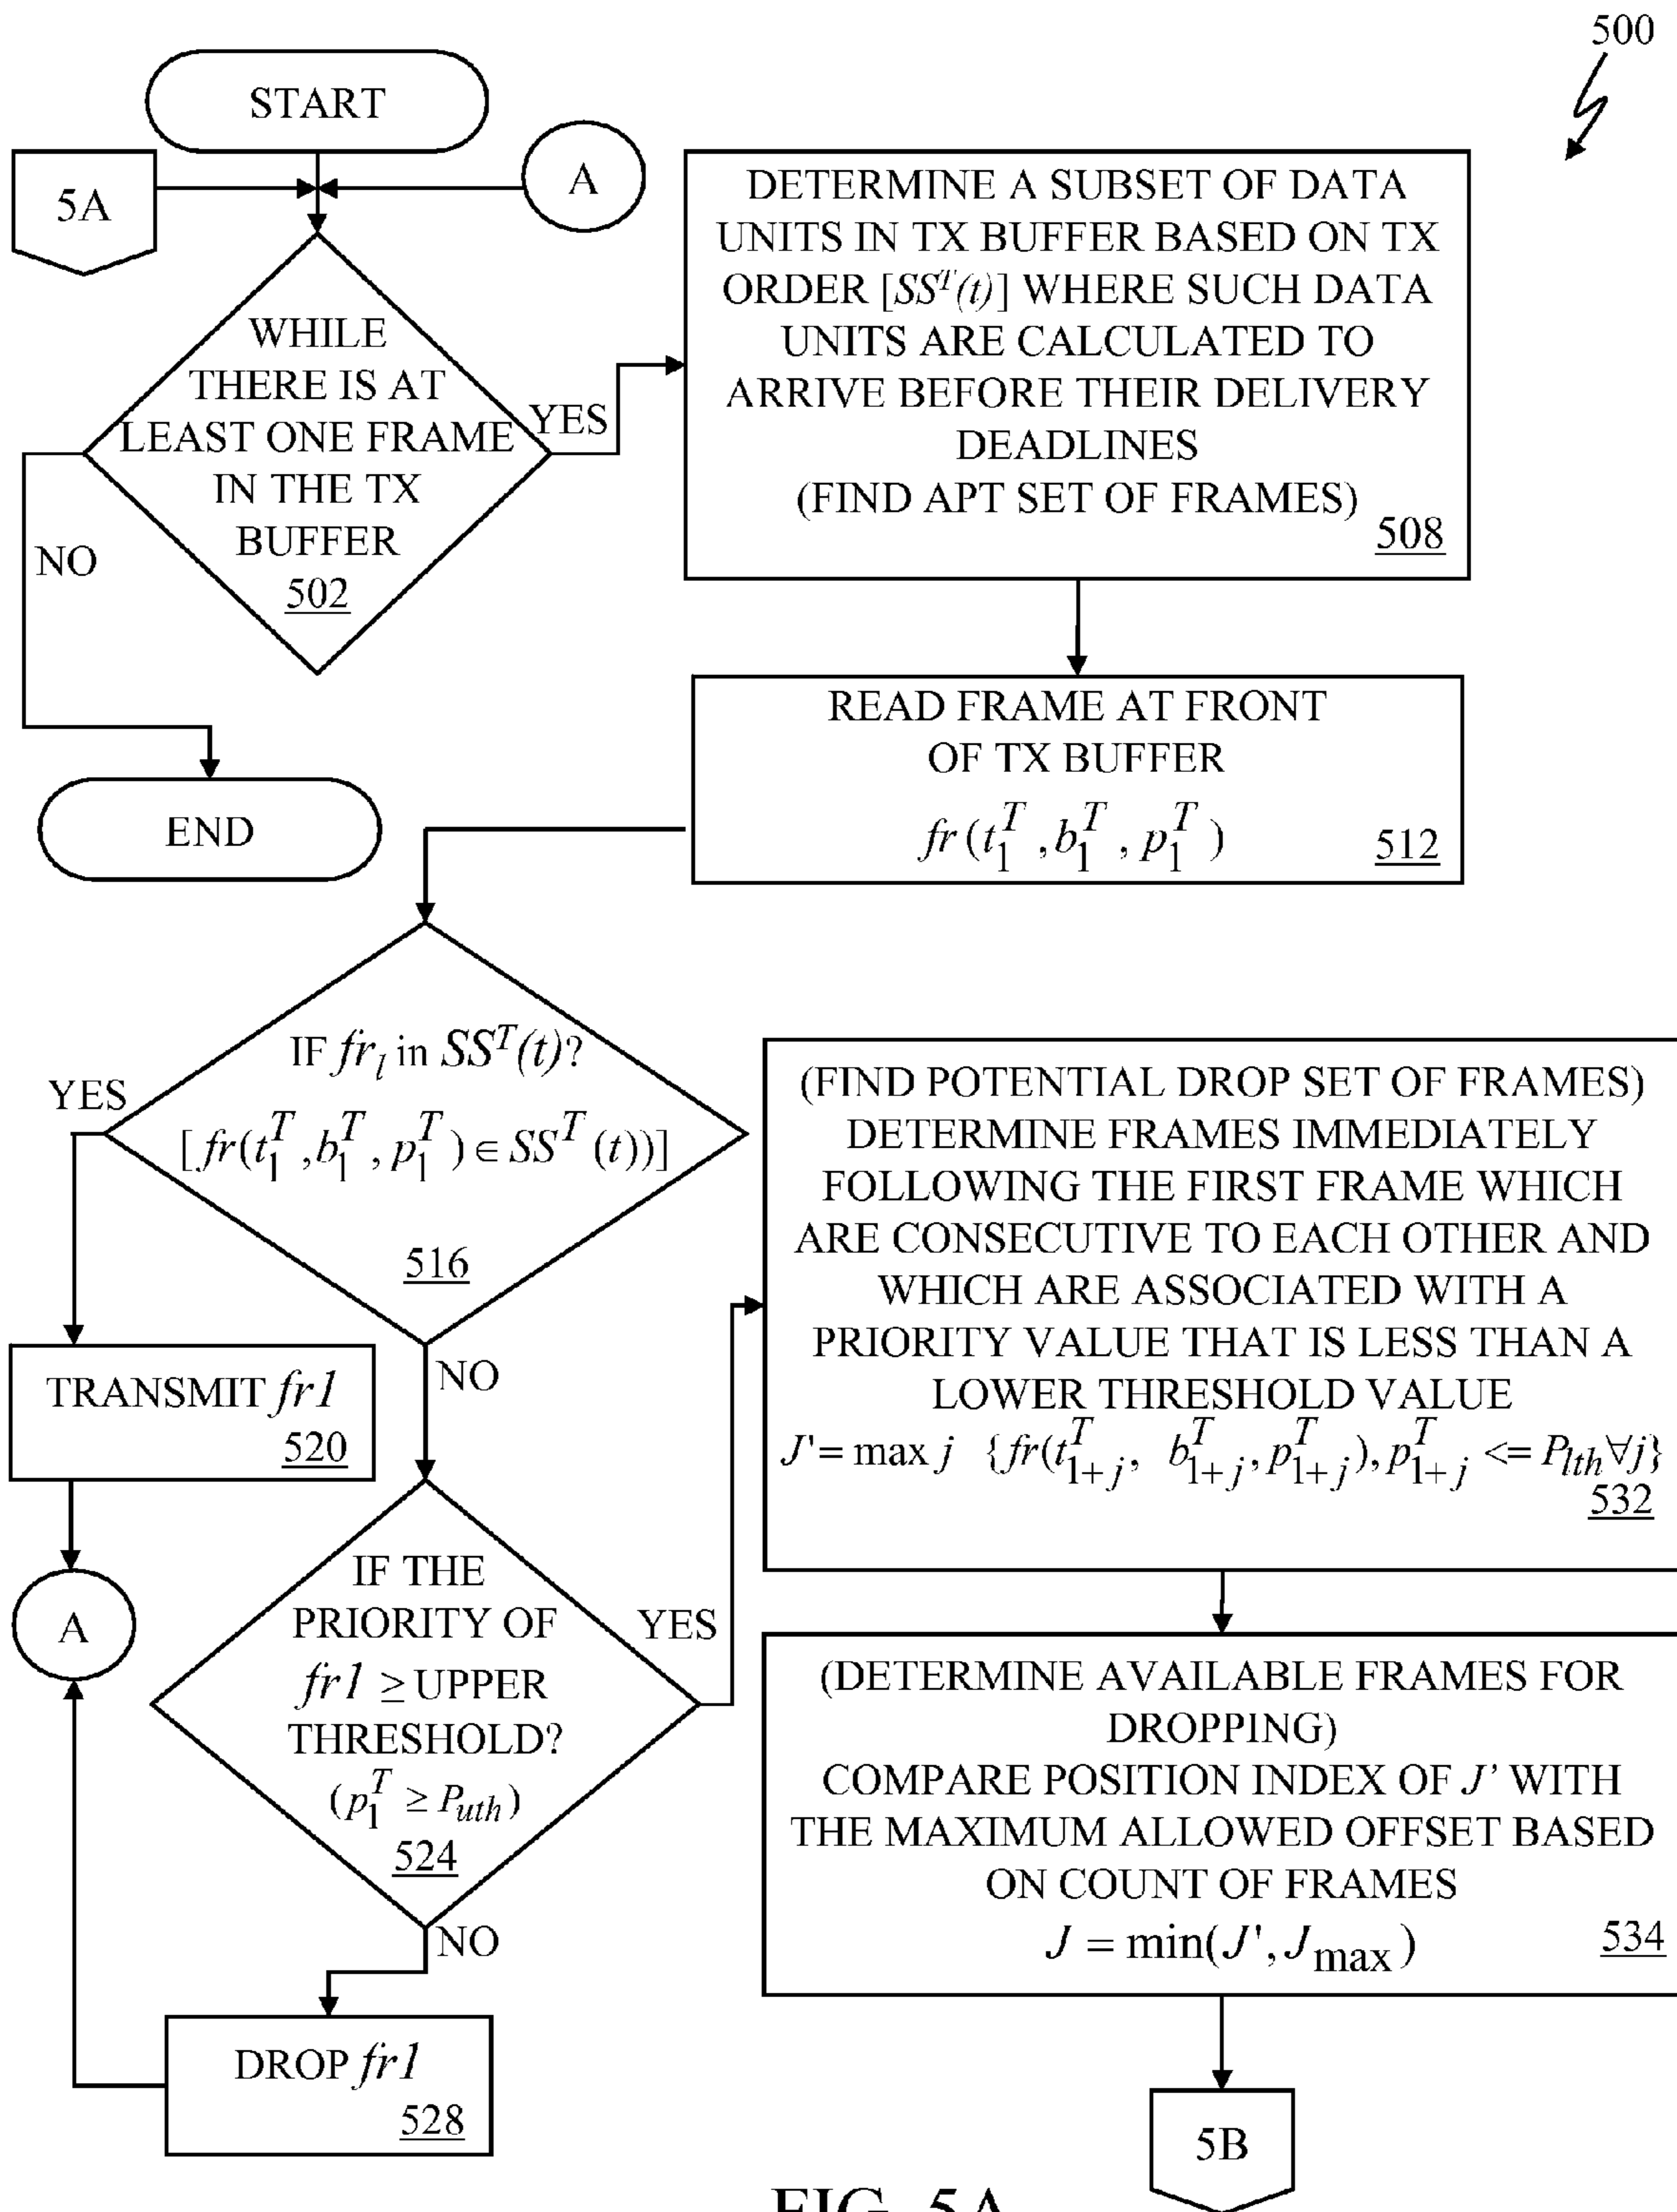 500
START
5A
A
WHILE
THERE IS AT
LEAST ONE FRAME
IN THE TX
BUFFER
502
YES
NO
END
DETERMINE A SUBSET OF DATA
UNITS IN TX BUFFER BASED ON TX
ORDER [SS^T(t)] WHERE SUCH DATA
UNITS ARE CALCULATED TO
ARRIVE BEFORE THEIR DELIVERY
DEADLINES
(FIND APT SET OF FRAMES)
508
READ FRAME AT FRONT
OF TX BUFFER
fr(t_1^T, b_1^T, p_1^T)
512
IF fr_l in SS^T(t)?
[fr(t_1^T, b_1^T, p_1^T) ∈ SS^T(t))]
516
YES
NO
TRANSMIT fr1
520
A
IF THE
PRIORITY OF
fr1 ≥ UPPER
THRESHOLD?
(p_1^T ≥ P_uth)
524
YES
NO
DROP fr1
528
(FIND POTENTIAL DROP SET OF FRAMES)
DETERMINE FRAMES IMMEDIATELY
FOLLOWING THE FIRST FRAME WHICH
ARE CONSECUTIVE TO EACH OTHER AND
WHICH ARE ASSOCIATED WITH A
PRIORITY VALUE THAT IS LESS THAN A
LOWER THRESHOLD VALUE
J' = max j {fr(t_{1+j}^T, b_{1+j}^T, p_{1+j}^T), p_{1+j}^T <= P_lth ∀j}
532
(DETERMINE AVAILABLE FRAMES FOR
DROPPING)
COMPARE POSITION INDEX OF J' WITH
THE MAXIMUM ALLOWED OFFSET BASED
ON COUNT OF FRAMES
J = min(J', J_max)
534
5B
FIG. 5A